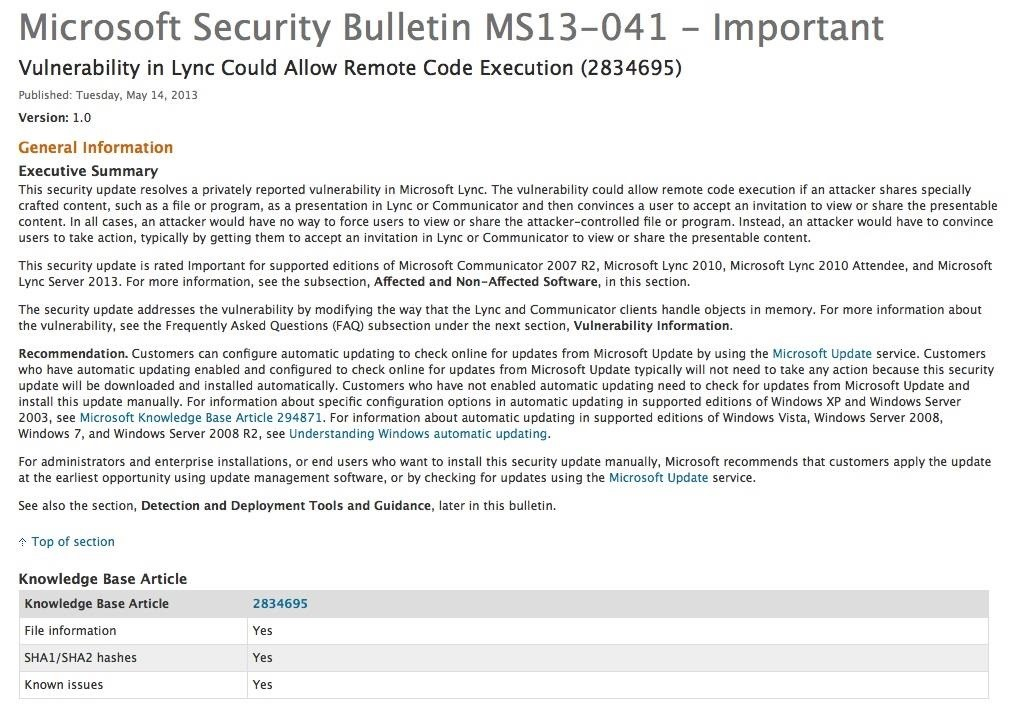 Microsoft Security Bulletin MS13-041 - Important
Vulnerability in Lync Could Allow Remote Code Execution (2834695)
Published: Tuesday, May 14, 2013
Version: 1.0
General Information
Executive Summary
This security update resolves a privately reported vulnerability in Microsoft Lync. The vulnerability could allow remote code execution if an attacker shares specially
crafted content, such as a file or program, as a presentation in Lync or Communicator and then convinces a user to accept an invitation to view or share the presentable
content. In all cases, an attacker would have no way to force users to view or share the attacker-controlled file or program. Instead, an attacker would have to convince
users to take action, typically by getting them to accept an invitation in Lync or Communicator to view or share the presentable content.
This security update is rated Important for supported editions of Microsoft Communicator 2007 R2, Microsoft Lync 2010, Microsoft Lync 2010 Attendee, and Microsoft
Lync Server 2013. For more information, see the subsection, Affected and Non-Affected Software, in this section.
The security update addresses the vulnerability by modifying the way that the Lync and Communicator clients handle objects in memory. For more information about
the vulnerability, see the Frequently Asked Questions (FAQ) subsection under the next section, Vulnerability Information.
Recommendation. Customers can configure automatic updating to check online for updates from Microsoft Update by using the Microsoft Update service. Customers
who have automatic updating enabled and configured to check online for updates from Microsoft Update typically will not need to take any action because this security
update will be downloaded and installed automatically. Customers who have not enabled automatic updating need to check for updates from Microsoft Update and
install this update manually. For information about specific configuration options in automatic updating in supported editions of Windows XP and Windows Server
2003, see Microsoft Knowledge Base Article 294871. For information about automatic updating in supported editions of Windows Vista, Windows Server 2008,
Windows 7, and Windows Server 2008 R2, see Understanding Windows automatic updating.
For administrators and enterprise installations, or end users who want to install this security update manually, Microsoft recommends that customers apply the update
at the earliest opportunity using update management software, or by checking for updates using the Microsoft Update service.
See also the section, Detection and Deployment Tools and Guidance, later in this bulletin.
↑ Top of section
Knowledge Base Article
Knowledge Base Article 2834695
File information Yes
SHA1/SHA2 hashes Yes
Known issues Yes